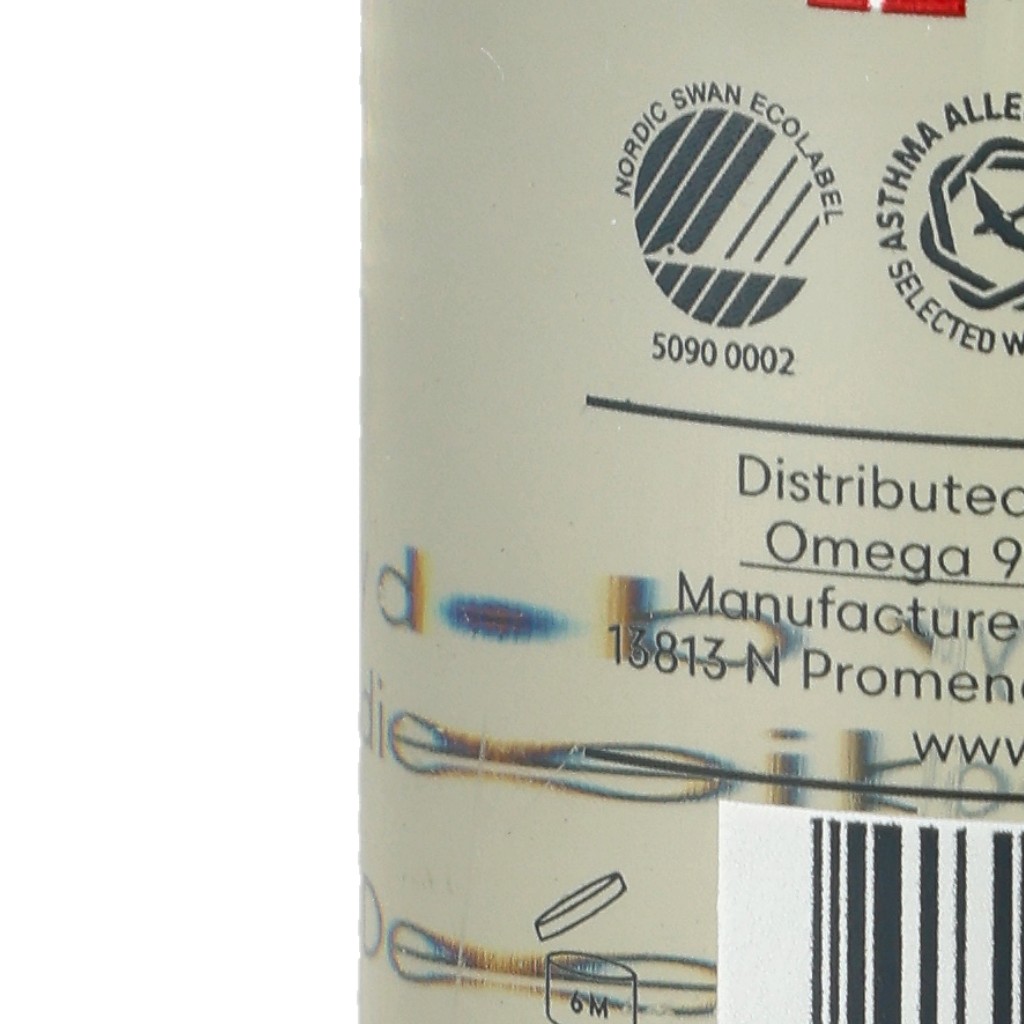 NORDIC SWAN ECOLABEL
5090 0002
ASTHMA ALLE
SELECTED W
Distributed
Omega 9
Manufacture
13813 N Promen
www
6M